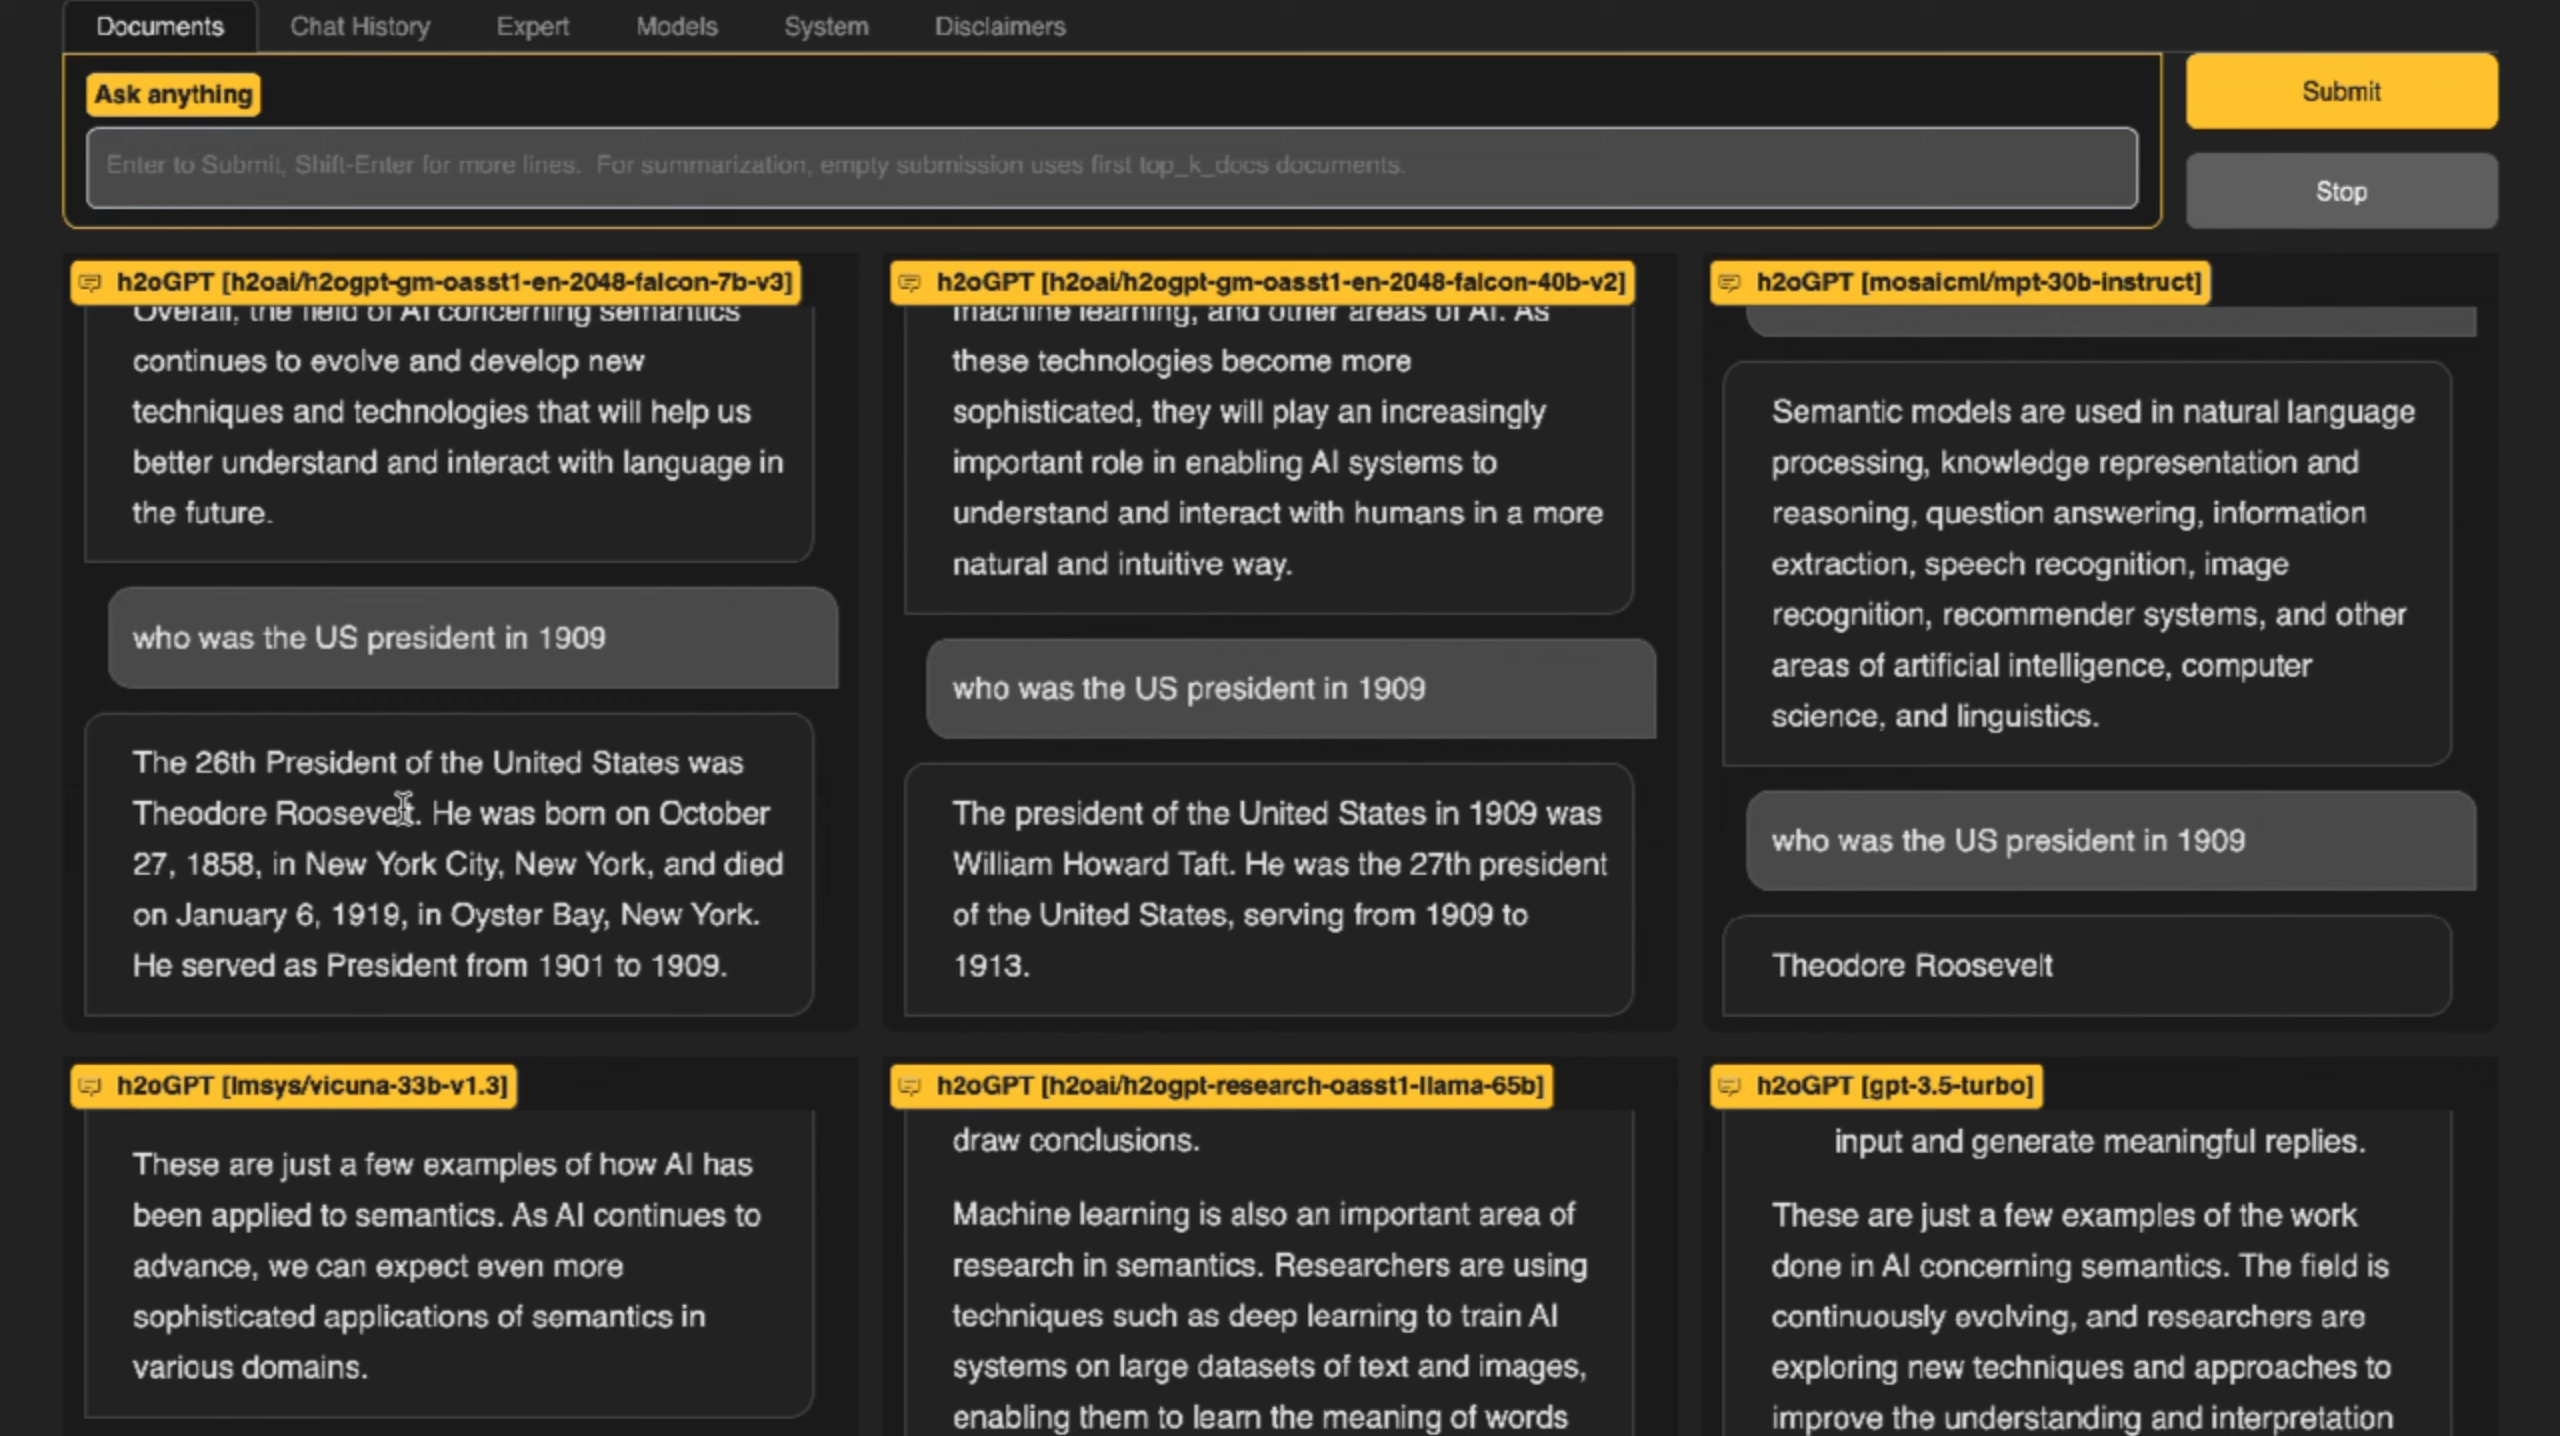 Documents Chat History Expert Models System Disclaimers
Ask anything
Enter to Submit, Shift-Enter for more lines. For summarization, empty submission uses first top_k_docs documents.
Submit
Stop
h2oGPT [h2oai/h2ogpt-gm-oasst1-en-2048-falcon-7b-v3]
Overall, the field of AI concerning semantics
continues to evolve and develop new
techniques and technologies that will help us
better understand and interact with language in
the future.
who was the US president in 1909
The 26th President of the United States was
Theodore Roosevelt. He was born on October
27, 1858, in New York City, New York, and died
on January 6, 1919, in Oyster Bay, New York.
He served as President from 1901 to 1909.
h2oGPT [h2oai/h2ogpt-gm-oasst1-en-2048-falcon-40b-v2]
machine learning, and other areas of AI. As
these technologies become more
sophisticated, they will play an increasingly
important role in enabling AI systems to
understand and interact with humans in a more
natural and intuitive way.
who was the US president in 1909
The president of the United States in 1909 was
William Howard Taft. He was the 27th president
of the United States, serving from 1909 to
1913.
h2oGPT [mosaicml/mpt-30b-instruct]
Semantic models are used in natural language
processing, knowledge representation and
reasoning, question answering, information
extraction, speech recognition, image
recognition, recommender systems, and other
areas of artificial intelligence, computer
science, and linguistics.
who was the US president in 1909
Theodore Roosevelt
h2oGPT [lmsys/vicuna-33b-v1.3]
These are just a few examples of how AI has
been applied to semantics. As AI continues to
advance, we can expect even more
sophisticated applications of semantics in
various domains.
h2oGPT [h2oai/h2ogpt-research-oasst1-llama-65b]
draw conclusions.
Machine learning is also an important area of
research in semantics. Researchers are using
techniques such as deep learning to train AI
systems on large datasets of text and images,
enabling them to learn the meaning of words
h2oGPT [gpt-3.5-turbo]
input and generate meaningful replies.
These are just a few examples of the work
done in AI concerning semantics. The field is
continuously evolving, and researchers are
exploring new techniques and approaches to
improve the understanding and interpretation